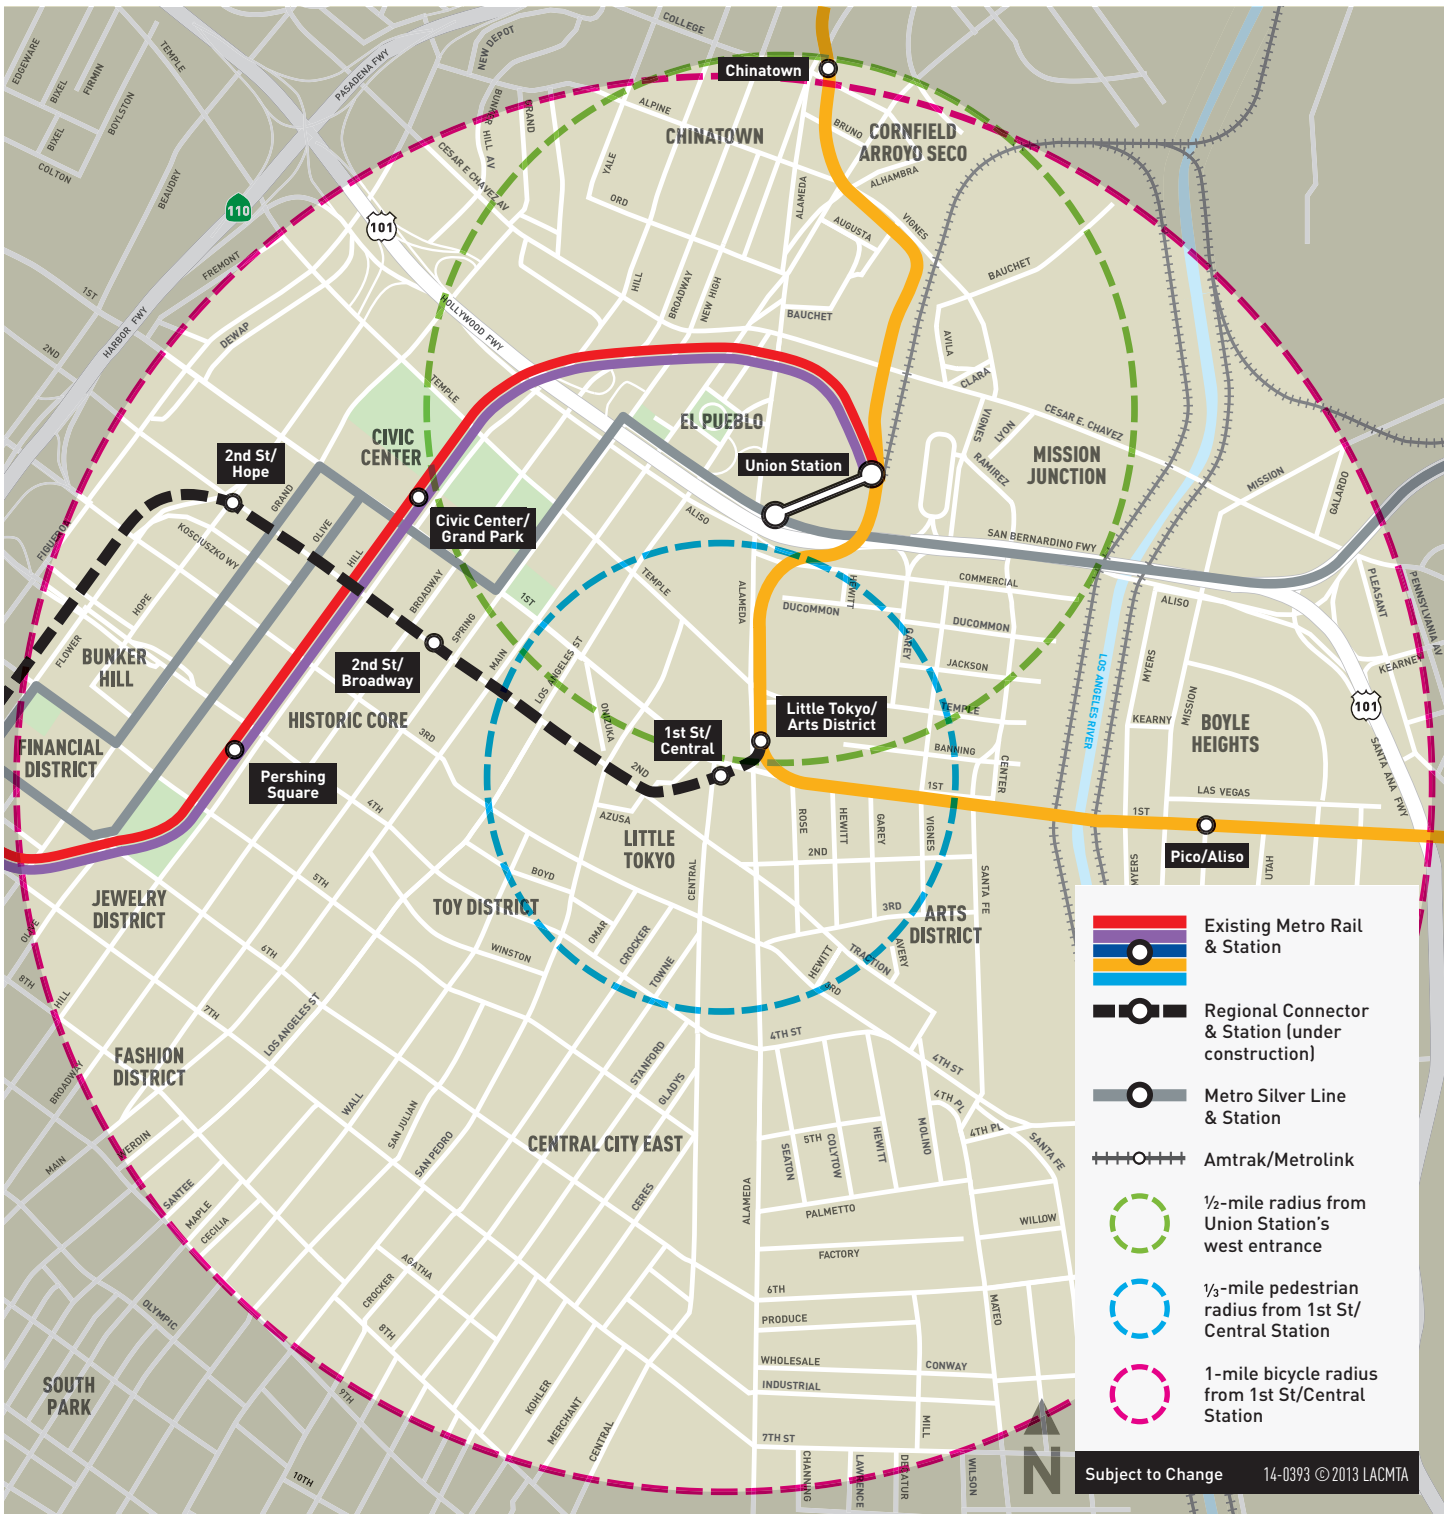 COLLEGE
NEW DEPOT
EDGEWARE
BIXEL
FIRMIN
TEMPLE
PASADENA FWY
Chinatown
BOYLSTON
BIXEL
BUNKER HILL AV
GRAND
ALPINE
CHINATOWN
BRUNO
CORNFIELD
ARROYO SECO
COLTON
BEAUDRY
CESAR E CHAVEZ AV
YALE
ORD
ALAMEDA
ALHAMBRA
110
101
AUGUSTA
VIGNES
FREMONT
1ST
HILL
BROADWAY
NEW HIGH
BAUCHET
BAUCHET
HARBOR FWY
DEWAP
HOLLYWOOD FWY
2ND
AVILA
CLARA
TEMPLE
CESAR E. CHAVEZ
VIGNES
LYON
EL PUEBLO
CIVIC
CENTER
MISSION
JUNCTION
2nd St/
Hope
Union Station
RAMIREZ
MISSION
GALARDO
GRAND
OLIVE
Civic Center/
Grand Park
ALISO
SAN BERNARDINO FWY
FIGUEROA
KOSCIUSZKO WY
HILL
BROADWAY
1ST
TEMPLE
ALAMEDA
HEWITT
COMMERCIAL
DUCOMMON
DUCOMMON
ALISO
PLEASANT
PENNSYLVANIA AV
HOPE
FLOWER
SPRING
MAIN
LOS ANGELES ST
GAREY
JACKSON
LOS ANGELES RIVER
MYERS
MISSION
KEARNEY
BUNKER
HILL
2nd St/
Broadway
ONIZUKA
Little Tokyo/
Arts District
TEMPLE
KEARNY
101
HISTORIC CORE
3RD
1st St/
Central
BANNING
CENTER
BOYLE
HEIGHTS
SANTA ANA FWY
FINANCIAL
DISTRICT
Pershing
Square
2ND
1ST
LAS VEGAS
4TH
AZUSA
LITTLE
TOKYO
ROSE
HEWITT
GAREY
VIGNES
1ST
Pico/Aliso
2ND
MYERS
UTAH
5TH
BOYD
CENTRAL
SANTA FE
JEWELRY
DISTRICT
TOY DISTRICT
3RD
ARTS
DISTRICT
OLIVE
OMAR
CROCKER
TOWNE
WINSTON
6TH
HEWITT
TRACTION
AVERY
3RD
8TH
HILL
7TH
LOS ANGELES ST
4TH ST
4TH ST
FASHION
DISTRICT
BROADWAY
STANFORD
GLADYS
4TH PL
4TH PL
WALL
SAN JULIAN
SAN PEDRO
CENTRAL CITY EAST
SEATON
5TH
COLYTOW
HEWITT
MOLINO
SANTA FE
WERDIN
MAIN
SANTEE
MAPLE
CECILIA
CERES
ALAMEDA
PALMETTO
WILLOW
FACTORY
AGATHA
CROCKER
6TH
MATEO
OLYMPIC
8TH
PRODUCE
WHOLESALE
CONWAY
INDUSTRIAL
SOUTH
PARK
9TH
KOHLER
MERCHANT
CENTRAL
MILL
7TH ST
10TH
CHANNING
LAWRENCE
DECATUR
WILSON
N
Existing Metro Rail
& Station
Regional Connector
& Station (under
construction)
Metro Silver Line
& Station
Amtrak/Metrolink
½-mile radius from
Union Station's
west entrance
⅓-mile pedestrian
radius from 1st St/
Central Station
1-mile bicycle radius
from 1st St/Central
Station
Subject to Change
14-0393 © 2013 LACMTA